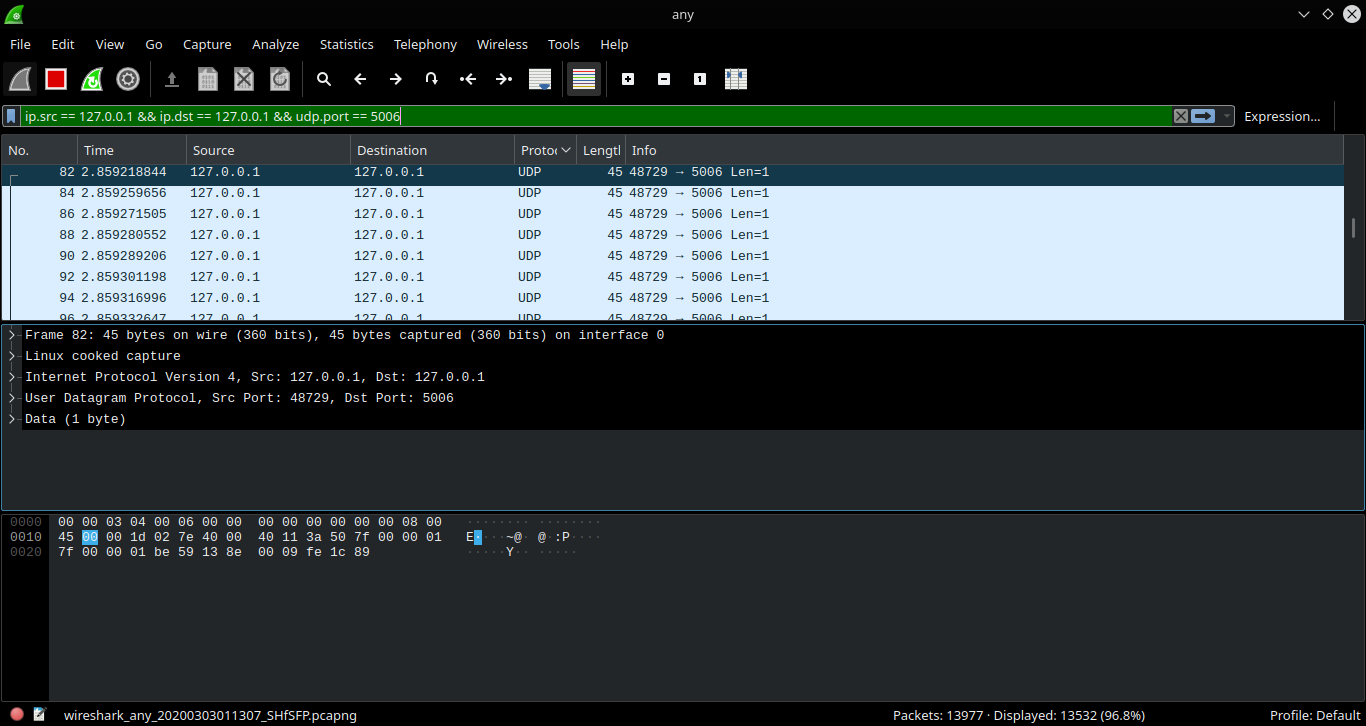 any
File Edit View Go Capture Analyze Statistics Telephony Wireless Tools Help
ip.src == 127.0.0.1 && ip.dst == 127.0.0.1 && udp.port == 5006 Expression...
No. Time Source Destination Protoc Lengtl Info
82 2.859218844 127.0.0.1 127.0.0.1 UDP 45 48729 → 5006 Len=1
84 2.859259656 127.0.0.1 127.0.0.1 UDP 45 48729 → 5006 Len=1
86 2.859271505 127.0.0.1 127.0.0.1 UDP 45 48729 → 5006 Len=1
88 2.859280552 127.0.0.1 127.0.0.1 UDP 45 48729 → 5006 Len=1
90 2.859289206 127.0.0.1 127.0.0.1 UDP 45 48729 → 5006 Len=1
92 2.859301198 127.0.0.1 127.0.0.1 UDP 45 48729 → 5006 Len=1
94 2.859316996 127.0.0.1 127.0.0.1 UDP 45 48729 → 5006 Len=1
96 2.859332647 127.0.0.1 127.0.0.1 UDP 45 48729 → 5006 Len=1
Frame 82: 45 bytes on wire (360 bits), 45 bytes captured (360 bits) on interface 0
Linux cooked capture
Internet Protocol Version 4, Src: 127.0.0.1, Dst: 127.0.0.1
User Datagram Protocol, Src Port: 48729, Dst Port: 5006
Data (1 byte)
0000 00 00 03 04 00 06 00 00 00 00 00 00 00 00 08 00 ········ ········
0010 45 00 00 1d 02 7e 40 00 40 11 3a 50 7f 00 00 01 E····~@· @·:P····
0020 7f 00 00 01 be 59 13 8e 00 09 fe 1c 89 ·····Y·· ·····
wireshark_any_20200303011307_SHfSFP.pcapng Packets: 13977 · Displayed: 13532 (96.8%) Profile: Default